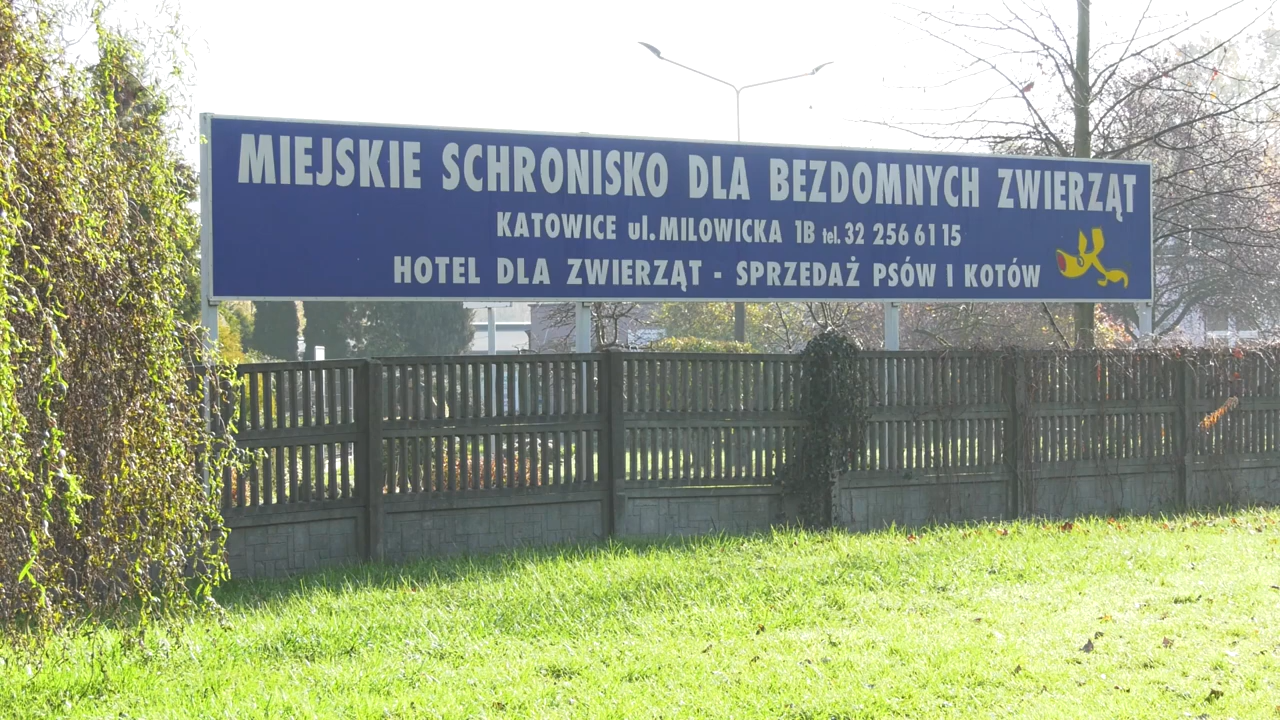 MIEJSKIE SCHRONISKO DLA BEZDOMNYCH ZWIERZĄT
KATOWICE ul. MILOWICKA 1B tel. 32 256 61 15
HOTEL DLA ZWIERZĄT - SPRZEDAŻ PSÓW I KOTÓW